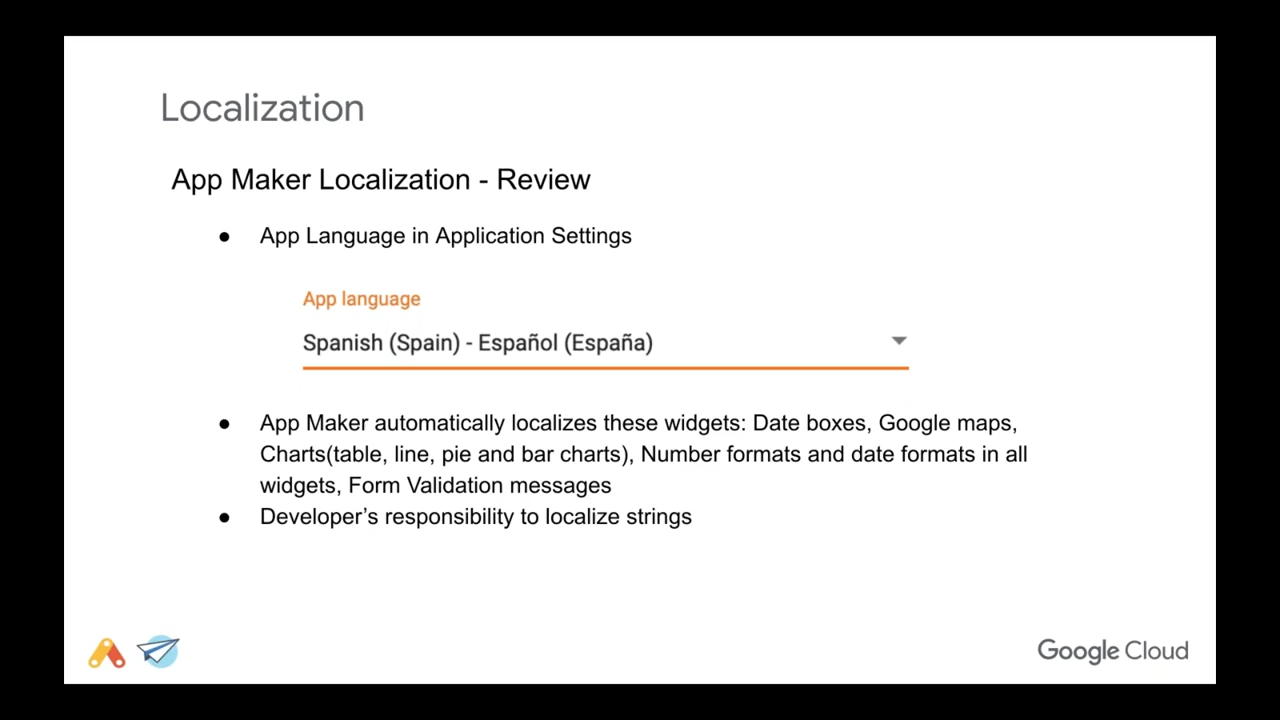 Localization
App Maker Localization - Review
● App Language in Application Settings
App language
Spanish (Spain) - Español (España)
● App Maker automatically localizes these widgets: Date boxes, Google maps,
Charts(table, line, pie and bar charts), Number formats and date formats in all
widgets, Form Validation messages
● Developer’s responsibility to localize strings
Google Cloud